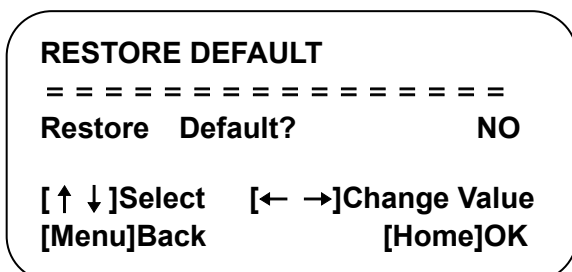 RESTORE DEFAULT
= = = = = = = = = = = = = = = =
Restore Default? NO
[↑ ↓]Select [← →]Change Value
[Menu]Back [Home]OK